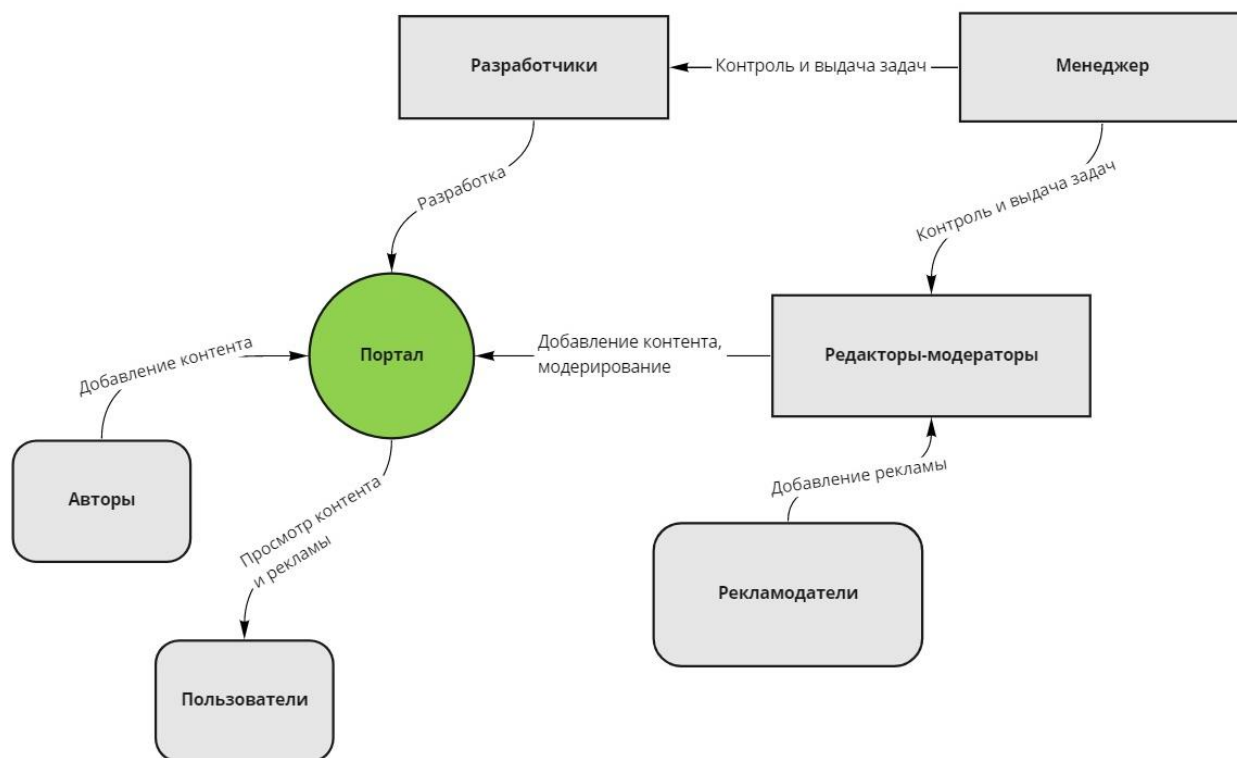 Разработчики
Контроль и выдача задач
Менеджер
Разработка
Контроль и выдача задач
Добавление контента
Портал
Добавление контента,
модерирование
Редакторы-модераторы
Авторы
Просмотр контента
и рекламы
Добавление рекламы
Рекламодатели
Пользователи